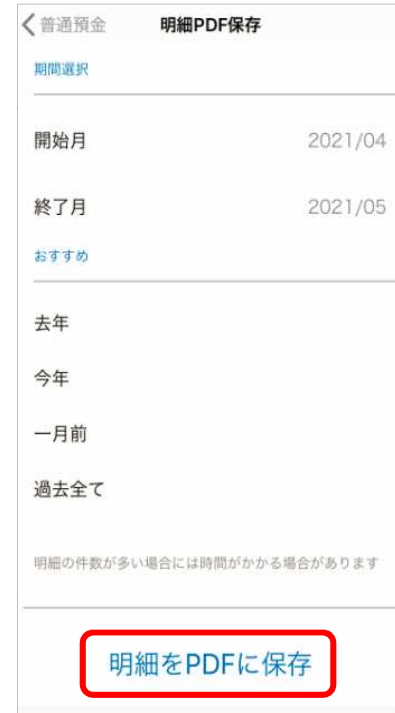 普通預金 明細PDF保存
期間選択
開始月 2021/04
終了月 2021/05
おすすめ
去年
今年
一月前
過去全て
明細の件数が多い場合には時間がかかる場合があります
明細をPDFに保存